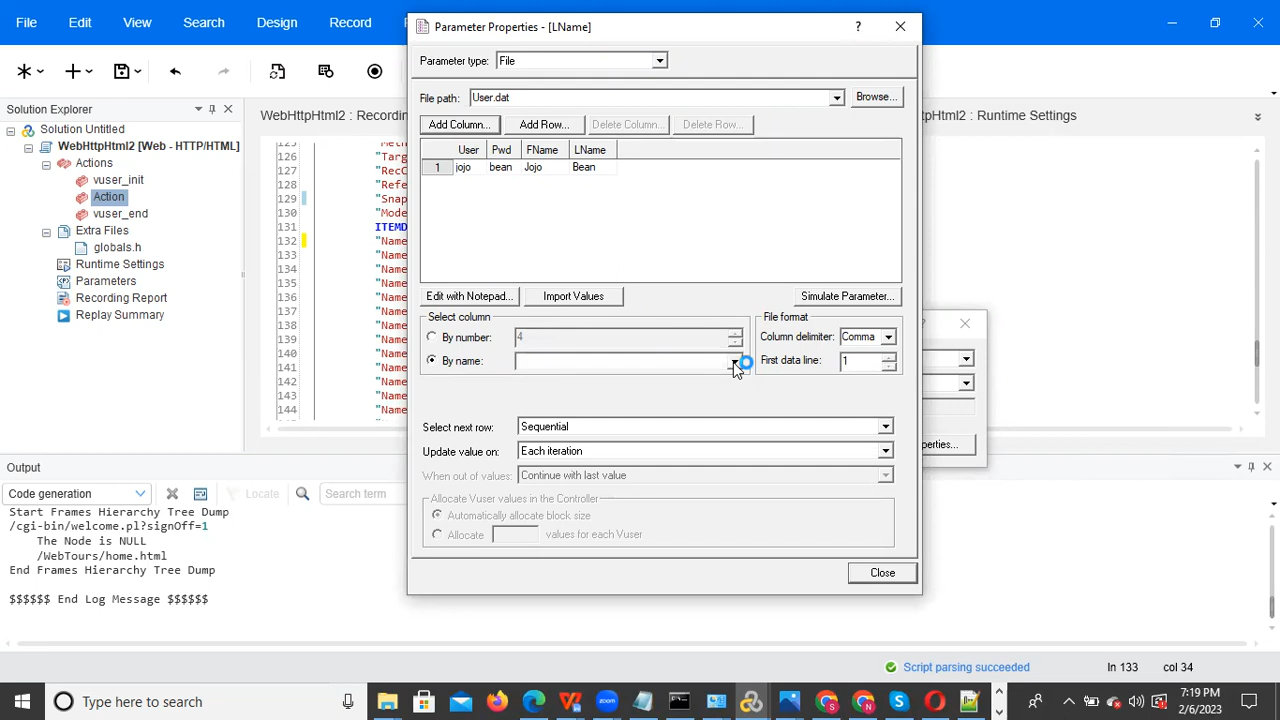 File Edit View Search Design Record
Parameter Properties - [LName]
Parameter type: File
File path: User.dat Browse...
Add Column... Add Row... Delete Column... Delete Row...
User Pwd FName LName
1 jojo bean Jojo Bean
Edit with Notepad... Import Values Simulate Parameter...
Select column
By number: 4
By name:
File format
Column delimiter: Comma
First data line: 1
Select next row: Sequential
Update value on: Each iteration
When out of values: Continue with last value
Allocate Vuser values in the Controller
Automatically allocate block size
Allocate values for each Vuser
Close
Solution Explorer
Solution Untitled
WebHttpHtml2 [Web - HTTP/HTML]
Actions
vuser_init
Action
vuser_end
Extra Files
globals.h
Runtime Settings
Parameters
Recording Report
Replay Summary
WebHttpHtml2 : Recordin
pHtml2 : Runtime Settings
125 "Meth
126 "Targ
127 "RecC
128 "Refe
129 "Snap
130 "Mode
131 ITEMD
132 "Name
133 "Name
134 "Name
135 "Name
136 "Name
137 "Name
138 "Name
139 "Name
140 "Name
141 "Name
142 "Name
143 "Name
144 "Name
perties...
Output
Code generation Locate Search term
Start Frames Hierarchy Tree Dump
/cgi-bin/welcome.pl?signOff=1
The Node is NULL
/WebTours/home.html
End Frames Hierarchy Tree Dump
$$$$$$ End Log Message $$$$$$
Script parsing succeeded ln 133 col 34
Type here to search
7:19 PM
2/6/2023